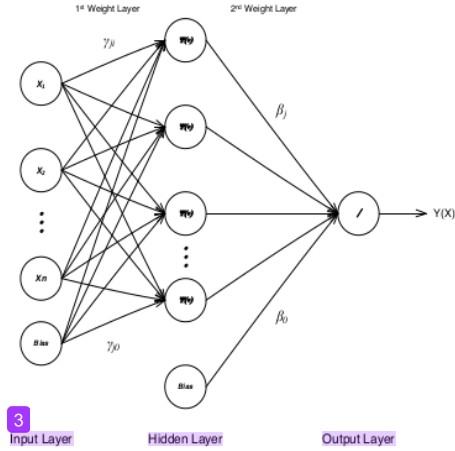 1st Weight Layer
2nd Weight Layer
γji
X1
βj
X2
Y(X)
Xn
Bias
γj0
β0
Bias
3
Input Layer
Hidden Layer
Output Layer